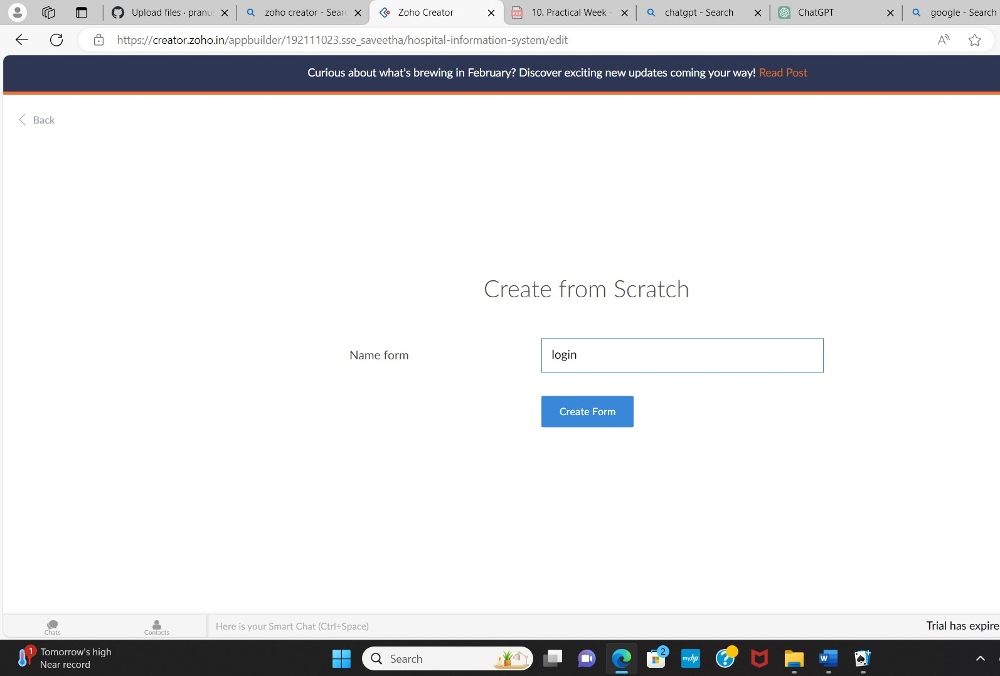 Upload files · pranu
zoho creator - Sear
Zoho Creator
10. Practical Week -
chatgpt - Search
ChatGPT
google - Search
https://creator.zoho.in/appbuilder/192111023.sse_saveetha/hospital-information-system/edit
Curious about what's brewing in February? Discover exciting new updates coming your way! Read Post
Back
Create from Scratch
Name form
login
Create Form
Chats
Contacts
Here is your Smart Chat (Ctrl+Space)
Trial has expire
1
Tomorrow's high
Near record
Search
2
myhp